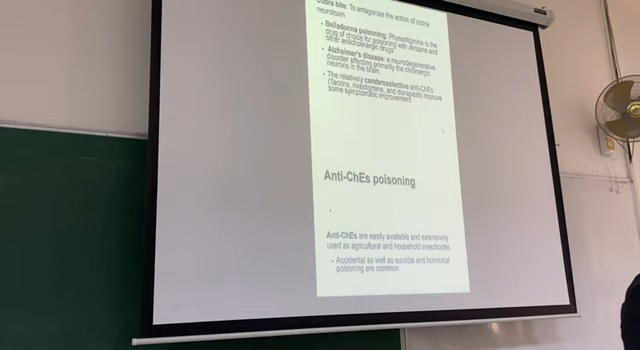 Cobra bite: To antagonize the action of cobra
neurotoxin
• Belladonna poisoning: Physostigmine is the
drug of choice for poisoning with atropine and
other anticholinergic drugs
• Alzheimer's disease: a neurodegenerative
disorder affecting primarily the cholinergic
neurons in the brain.
• The relatively cerebroselective anti-ChEs
(Tacrine, rivastigmine, and donepezil) improve
some symptomatic improvement
Anti-ChEs poisoning
•
Anti-ChEs are easily available and extensively
used as agricultural and household insecticides
• Accidental as well as suicidal and homicidal
poisoning are common